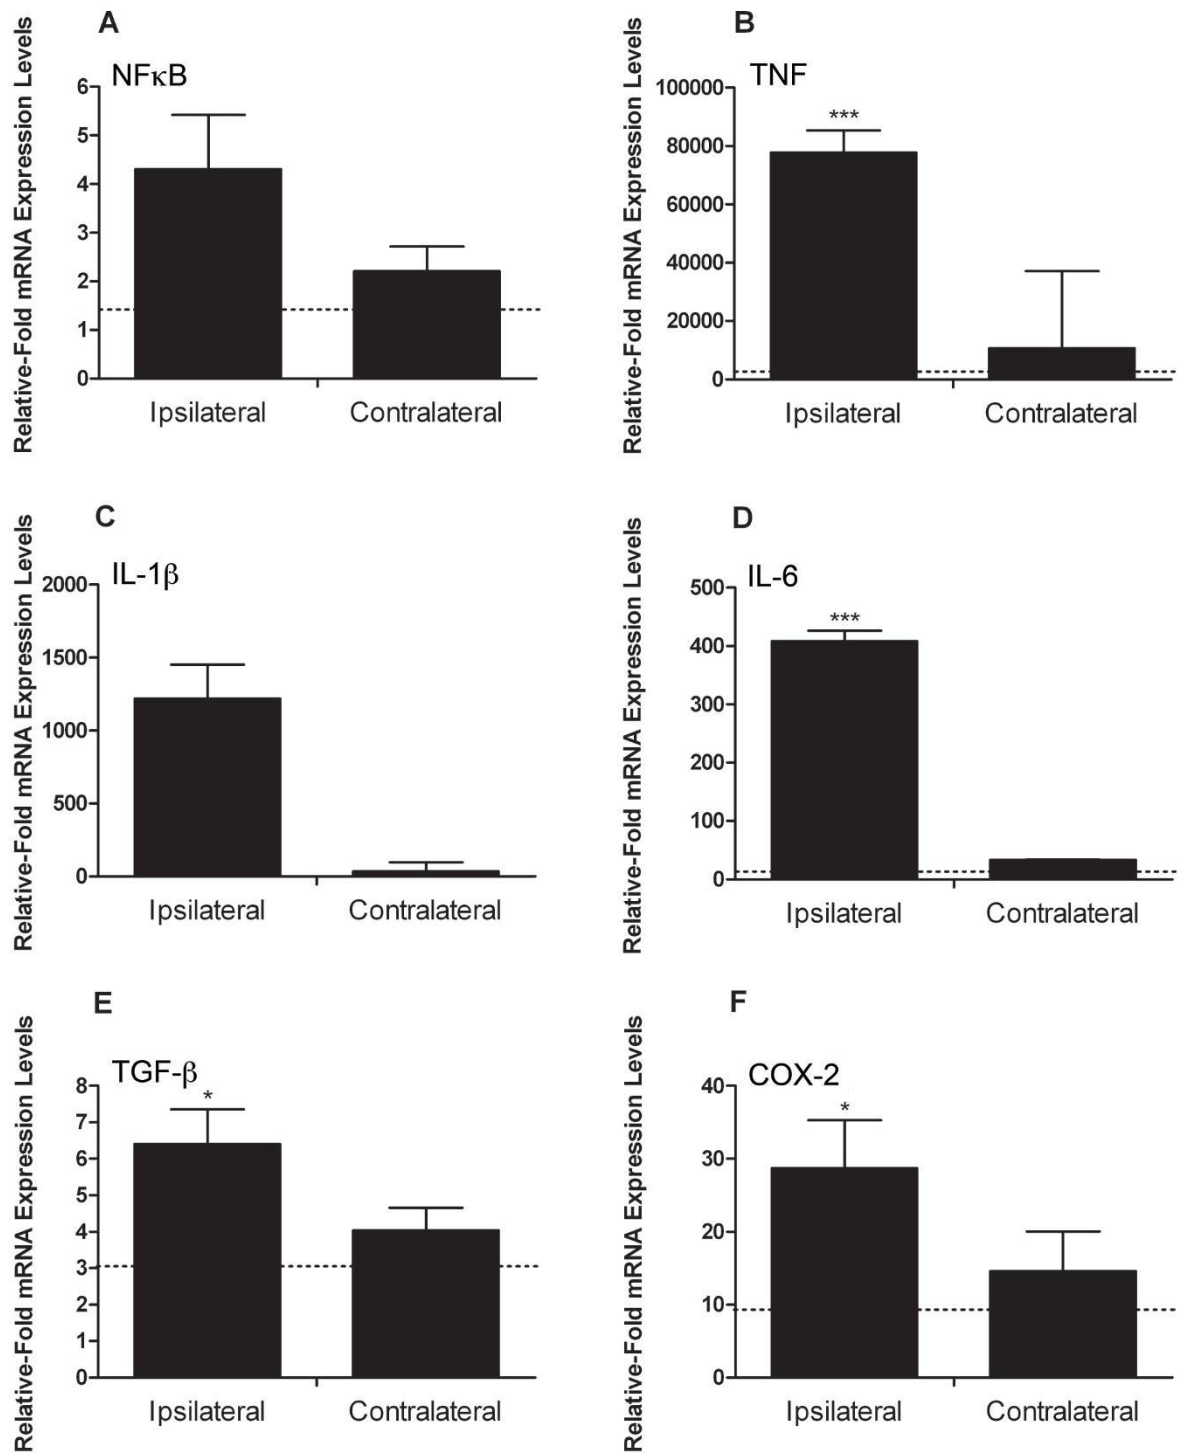 A
Relative-Fold mRNA Expression Levels
NFκB
6
5
4
3
2
1
0
Ipsilateral Contralateral
B
Relative-Fold mRNA Expression Levels
TNF
100000
80000
60000
40000
20000
0
***
Ipsilateral Contralateral
C
Relative-Fold mRNA Expression Levels
IL-1β
2000
1500
1000
500
0
Ipsilateral Contralateral
D
Relative-Fold mRNA Expression Levels
IL-6
500
400
300
200
100
0
***
Ipsilateral Contralateral
E
Relative-Fold mRNA Expression Levels
TGF-β
8
7
6
5
4
3
2
1
0
*
Ipsilateral Contralateral
F
Relative-Fold mRNA Expression Levels
COX-2
40
30
20
10
0
*
Ipsilateral Contralateral